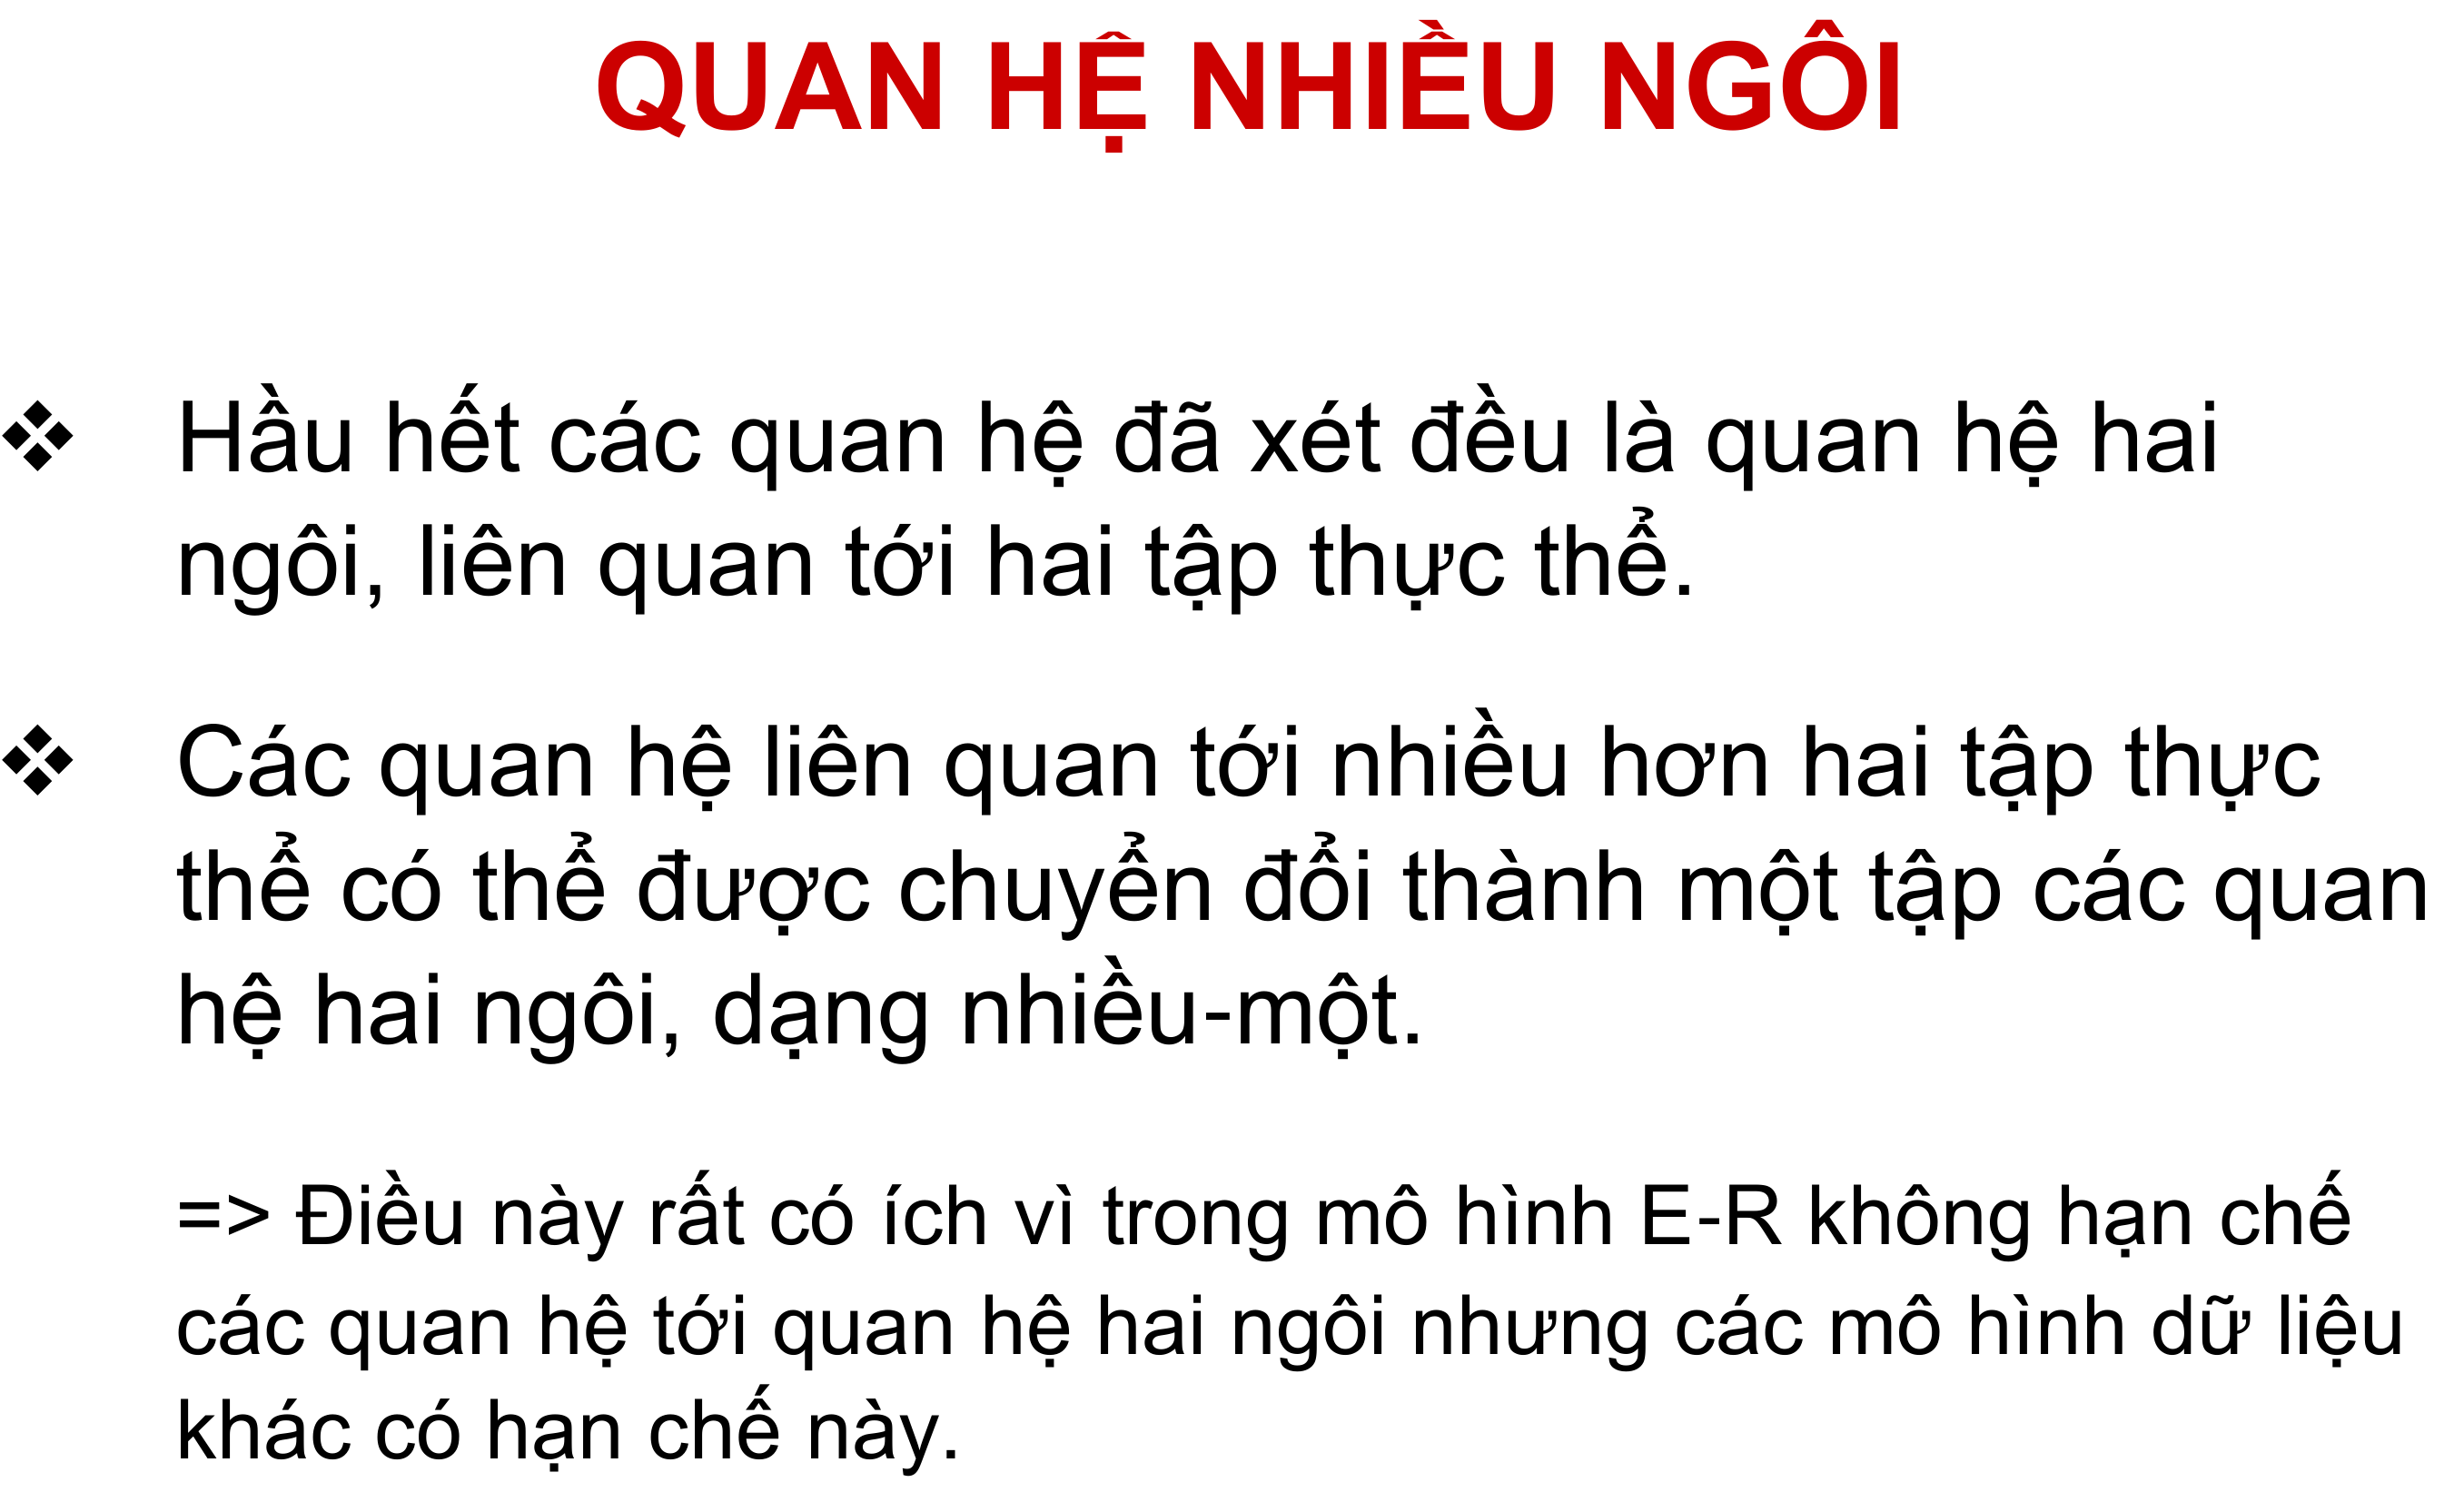 QUAN HỆ NHIỀU NGÔI
❖ Hầu hết các quan hệ đã xét đều là quan hệ hai
ngôi, liên quan tới hai tập thực thể.
❖ Các quan hệ liên quan tới nhiều hơn hai tập thực
thể có thể được chuyển đổi thành một tập các quan
hệ hai ngôi, dạng nhiều-một.
=> Điều này rất có ích vì trong mô hình E-R không hạn chế
các quan hệ tới quan hệ hai ngôi nhưng các mô hình dữ liệu
khác có hạn chế này.